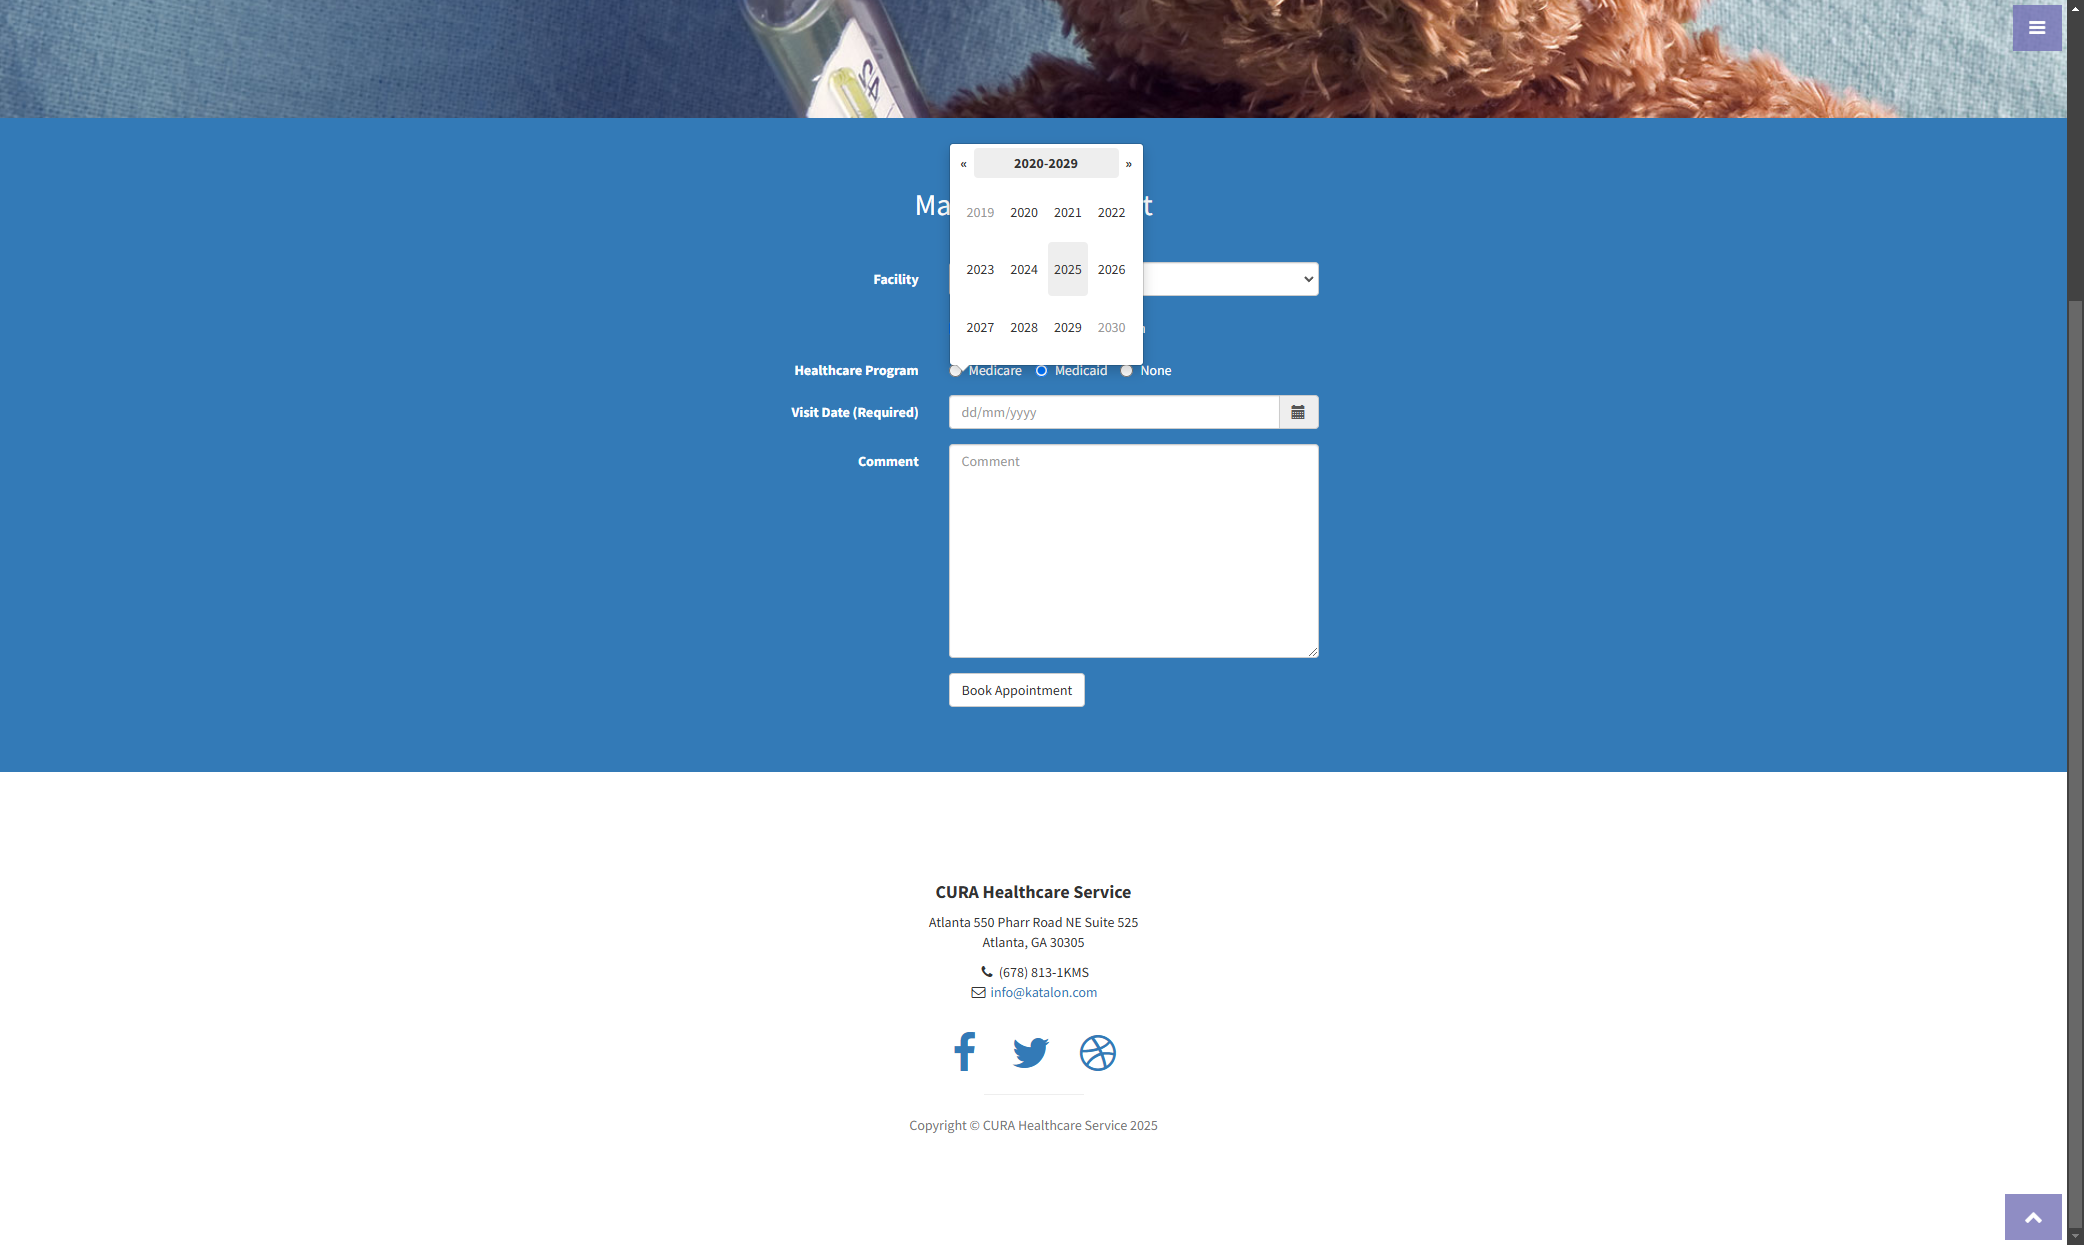 « 2020-2029 »
Ma t
2019 2020 2021 2022
2023 2024 2025 2026
2027 2028 2029 2030
Facility
Healthcare Program Medicare Medicaid None
Visit Date (Required) dd/mm/yyyy
Comment Comment
Book Appointment
CURA Healthcare Service
Atlanta 550 Pharr Road NE Suite 525
Atlanta, GA 30305
(678) 813-1KMS
info@katalon.com
Copyright © CURA Healthcare Service 2025